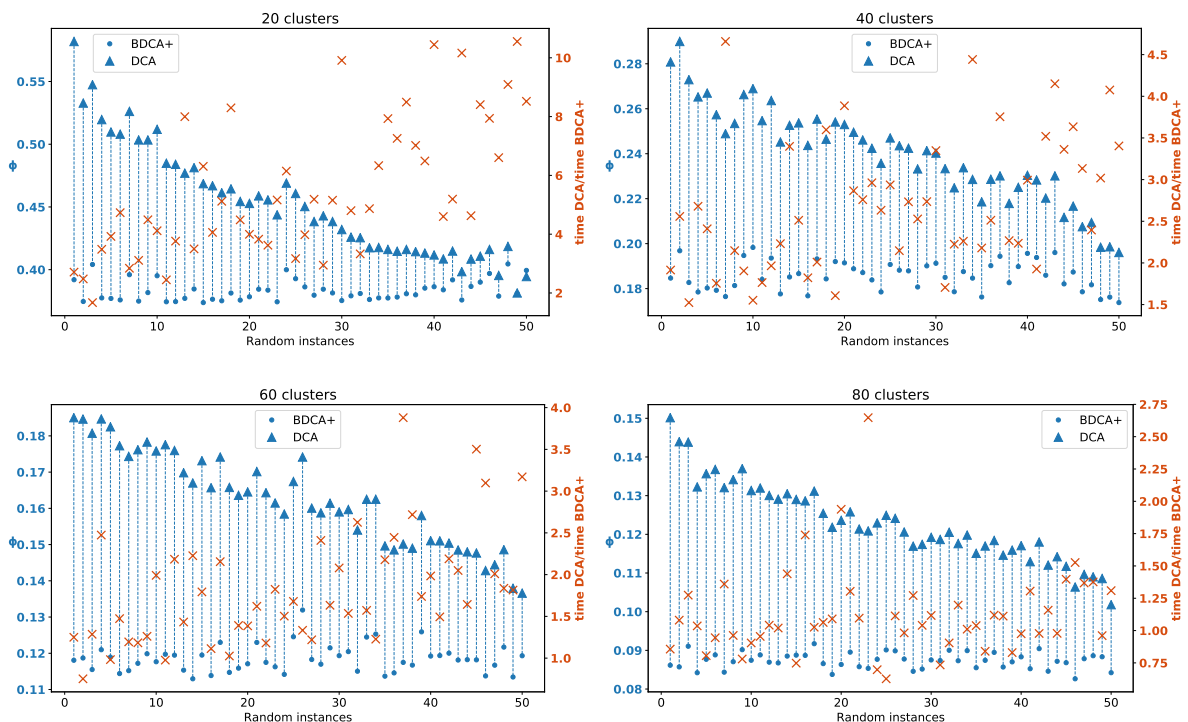 20 clusters
BDCA+
DCA
0.55
0.50
0.45
0.40
ϕ
10
8
6
4
2
time DCA/time BDCA+
0 10 20 30 40 50
Random instances
40 clusters
BDCA+
DCA
0.28
0.26
0.24
0.22
0.20
0.18
ϕ
4.5
4.0
3.5
3.0
2.5
2.0
1.5
time DCA/time BDCA+
0 10 20 30 40 50
Random instances
60 clusters
BDCA+
DCA
0.18
0.17
0.16
0.15
0.14
0.13
0.12
0.11
ϕ
4.0
3.5
3.0
2.5
2.0
1.5
1.0
time DCA/time BDCA+
0 10 20 30 40 50
Random instances
80 clusters
BDCA+
DCA
0.15
0.14
0.13
0.12
0.11
0.10
0.09
0.08
ϕ
2.75
2.50
2.25
2.00
1.75
1.50
1.25
1.00
0.75
time DCA/time BDCA+
0 10 20 30 40 50
Random instances